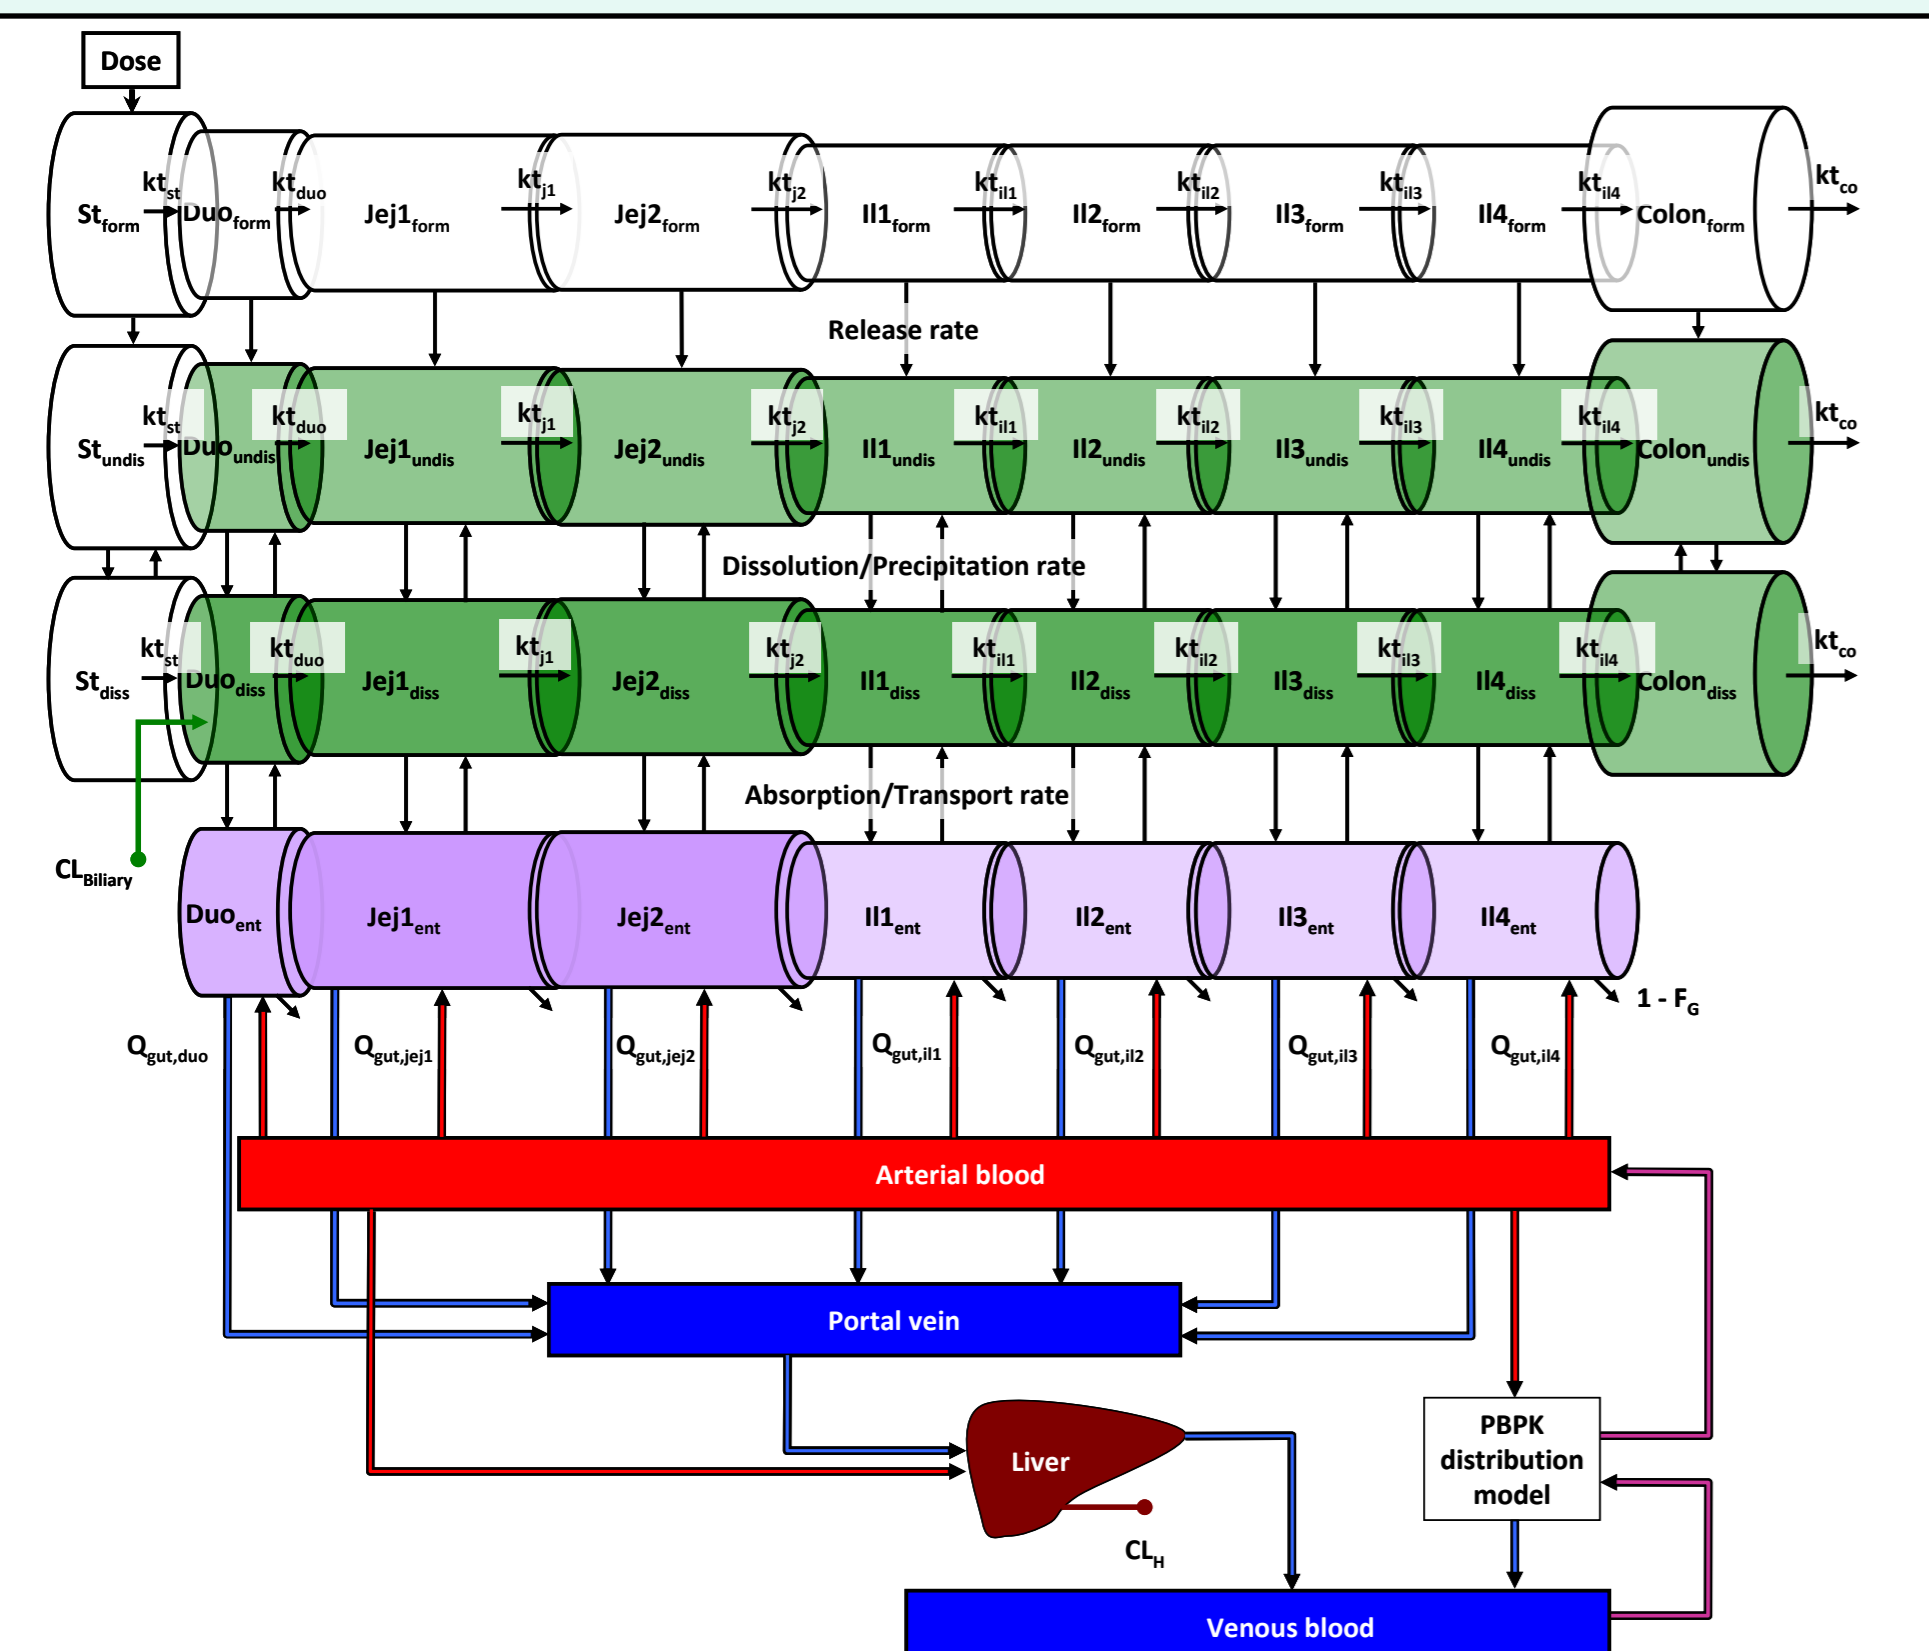 Dose
kt_st kt_duo kt_j1 kt_j2 kt_il1 kt_il2 kt_il3 kt_il4 kt_co
St_form Duo_form Jej1_form Jej2_form Il1_form Il2_form Il3_form Il4_form Colon_form
Release rate
kt_st kt_duo kt_j1 kt_j2 kt_il1 kt_il2 kt_il3 kt_il4 kt_co
St_undis Duo_undis Jej1_undis Jej2_undis Il1_undis Il2_undis Il3_undis Il4_undis Colon_undis
Dissolution/Precipitation rate
kt_st kt_duo kt_j1 kt_j2 kt_il1 kt_il2 kt_il3 kt_il4 kt_co
St_diss Duo_diss Jej1_diss Jej2_diss Il1_diss Il2_diss Il3_diss Il4_diss Colon_diss
Absorption/Transport rate
CL_Biliary
Duo_ent Jej1_ent Jej2_ent Il1_ent Il2_ent Il3_ent Il4_ent
1 - F_G
Q_gut,duo Q_gut,jej1 Q_gut,jej2 Q_gut,il1 Q_gut,il2 Q_gut,il3 Q_gut,il4
Arterial blood
Portal vein
PBPK
distribution
model
Liver
CL_H
Venous blood